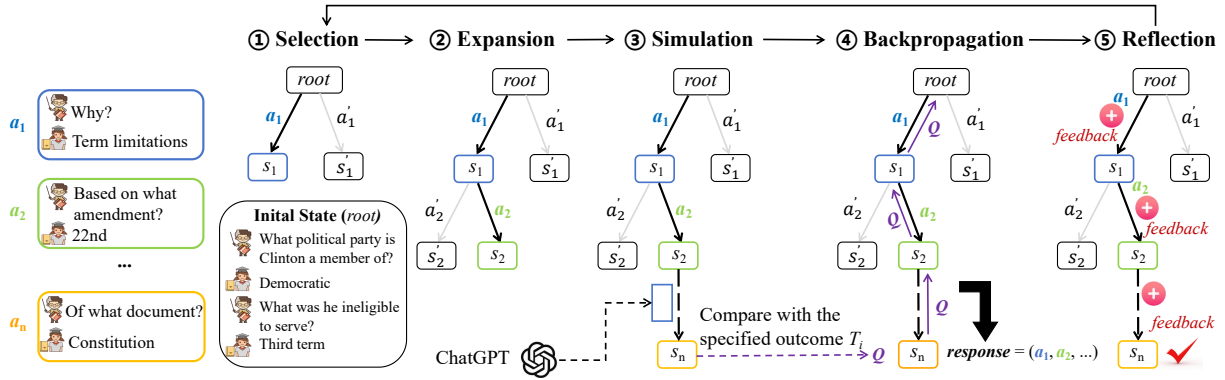 ① Selection
② Expansion
③ Simulation
④ Backpropagation
⑤ Reflection
a1
Why?
Term limitations
a2
Based on what
amendment?
22nd
...
an
Of what document?
Constitution
root
a1
a'1
s1
s'1
Inital State (root)
What political party is
Clinton a member of?
Democratic
What was he ineligible
to serve?
Third term
root
a1
a'1
s1
s'1
a'2
a2
s'2
s2
root
a1
a'1
s1
s'1
a'2
a2
s'2
s2
ChatGPT
sn
Compare with the
specified outcome Ti
Q
root
a1
Q
a'1
s1
s'1
a'2
Q
a2
s'2
s2
Q
sn
response = (a1, a2, ...)
root
a1
a'1
feedback
s1
s'1
a'2
a2
feedback
s'2
s2
feedback
sn